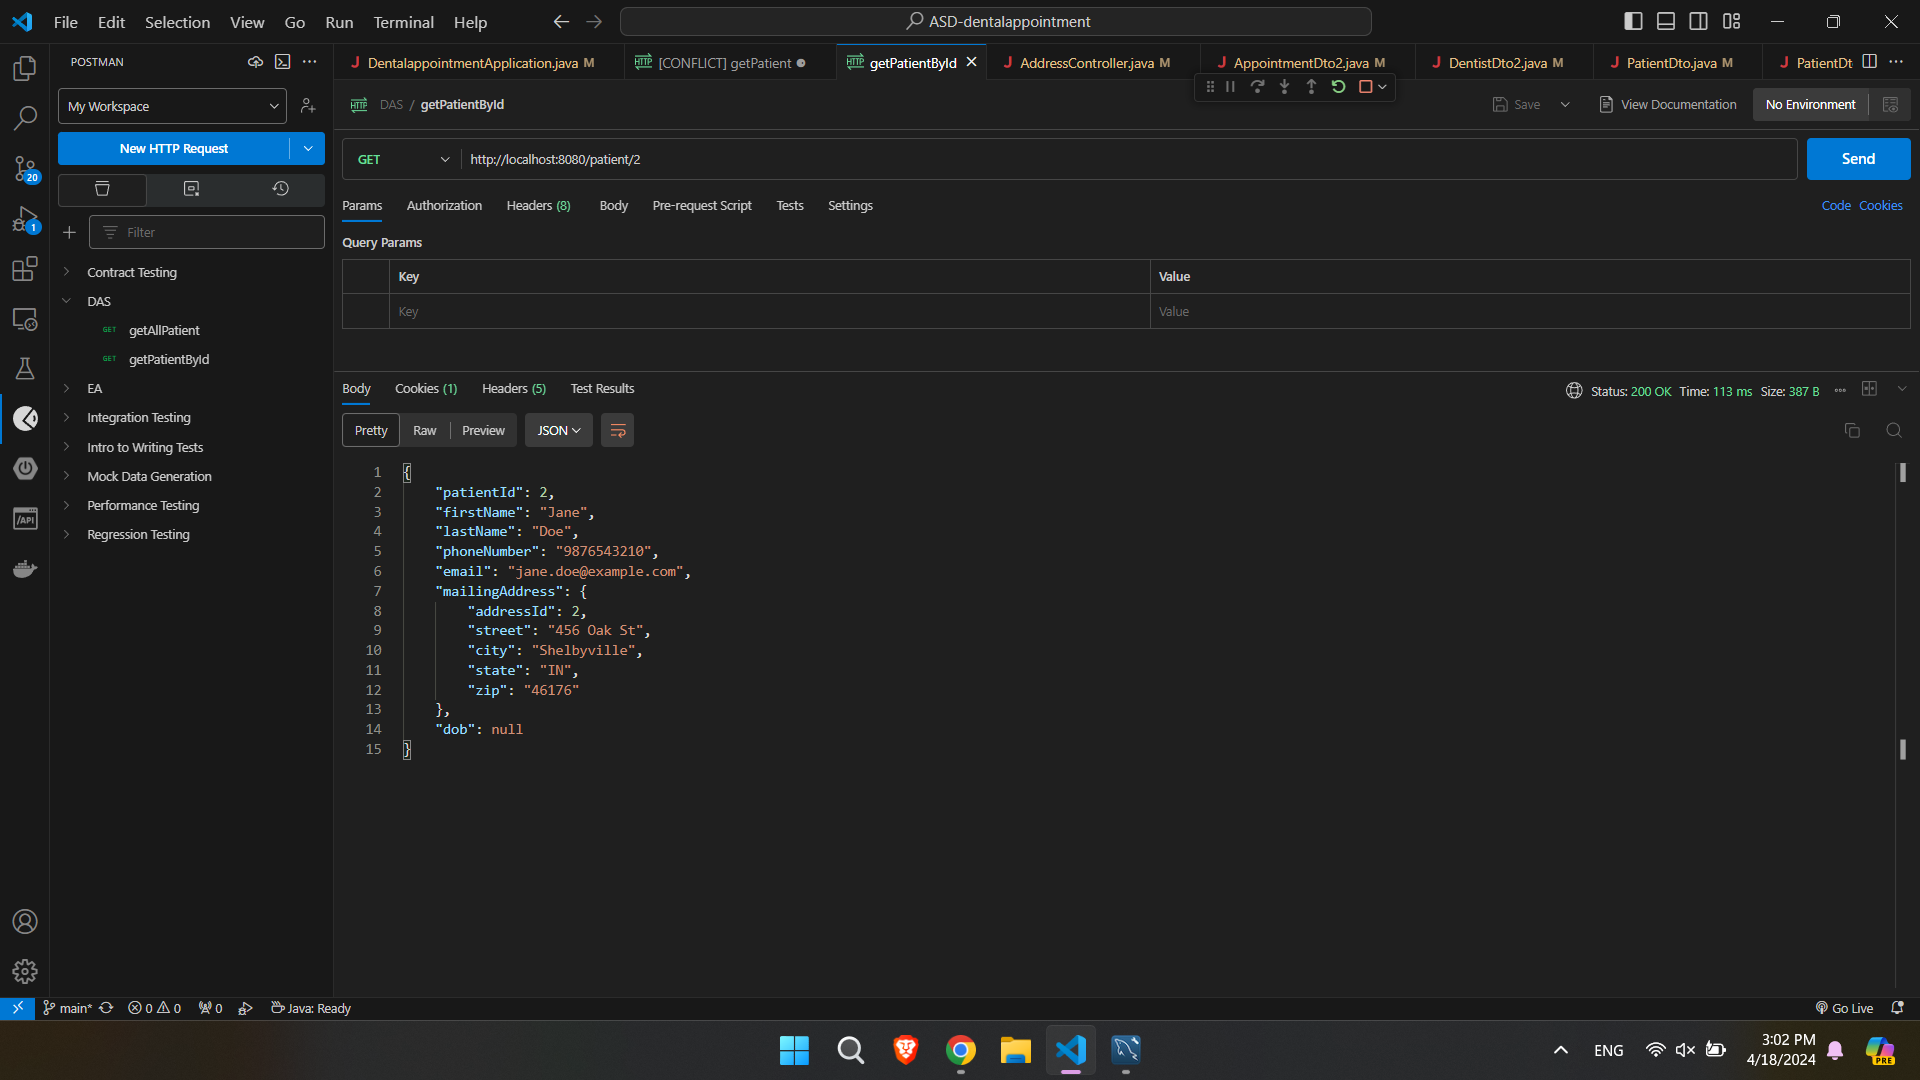 File Edit Selection View Go Run Terminal Help
ASD-dentalappointment
POSTMAN
DentalappointmentApplication.java M
[CONFLICT] getPatient
getPatientById
AddressController.java M
AppointmentDto2.java M
DentistDto2.java M
PatientDto.java M
PatientDt
My Workspace
DAS / getPatientById
Save
View Documentation
No Environment
New HTTP Request
GET
http://localhost:8080/patient/2
Send
Params Authorization Headers (8) Body Pre-request Script Tests Settings
Code Cookies
Filter
Query Params
Key Value
Key Value
Contract Testing
DAS
GET getAllPatient
GET getPatientById
EA
Integration Testing
Intro to Writing Tests
Mock Data Generation
Performance Testing
Regression Testing
20
1
API
Body Cookies (1) Headers (5) Test Results
Status: 200 OK Time: 113 ms Size: 387 B
Pretty Raw Preview JSON
1 {
2 "patientId": 2,
3 "firstName": "Jane",
4 "lastName": "Doe",
5 "phoneNumber": "9876543210",
6 "email": "jane.doe@example.com",
7 "mailingAddress": {
8 "addressId": 2,
9 "street": "456 Oak St",
10 "city": "Shelbyville",
11 "state": "IN",
12 "zip": "46176"
13 },
14 "dob": null
15 }
main* 0 0 0 Java: Ready
Go Live
ENG
3:02 PM
4/18/2024
PRE